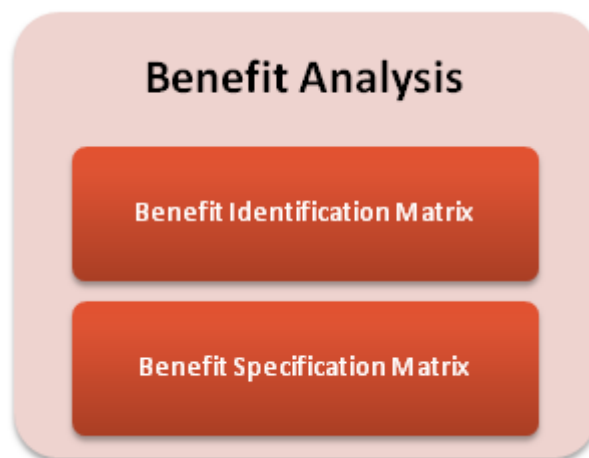 Benefit Analysis
Benefit Identification Matrix
Benefit Specification Matrix